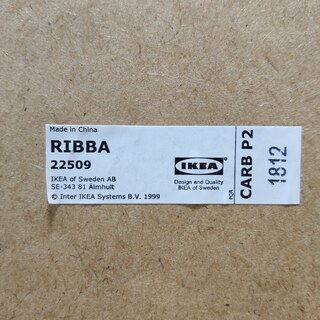 Made in China
RIBBA
22509
IKEA of Sweden AB
SE-343 81 Älmhult
© Inter IKEA Systems B.V. 1999
IKEA
Design and Quality
IKEA of Sweden
PQR
CARB P2
1812